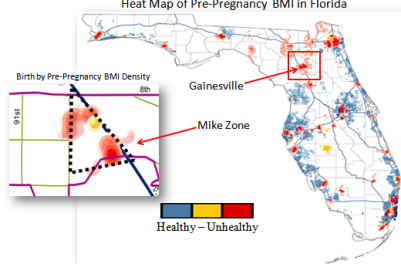 Heat Map of Pre-Pregnancy BMI in Florida
Birth by Pre-Pregnancy BMI Density
8th
91st
Gainesville
Mike Zone
Healthy – Unhealthy